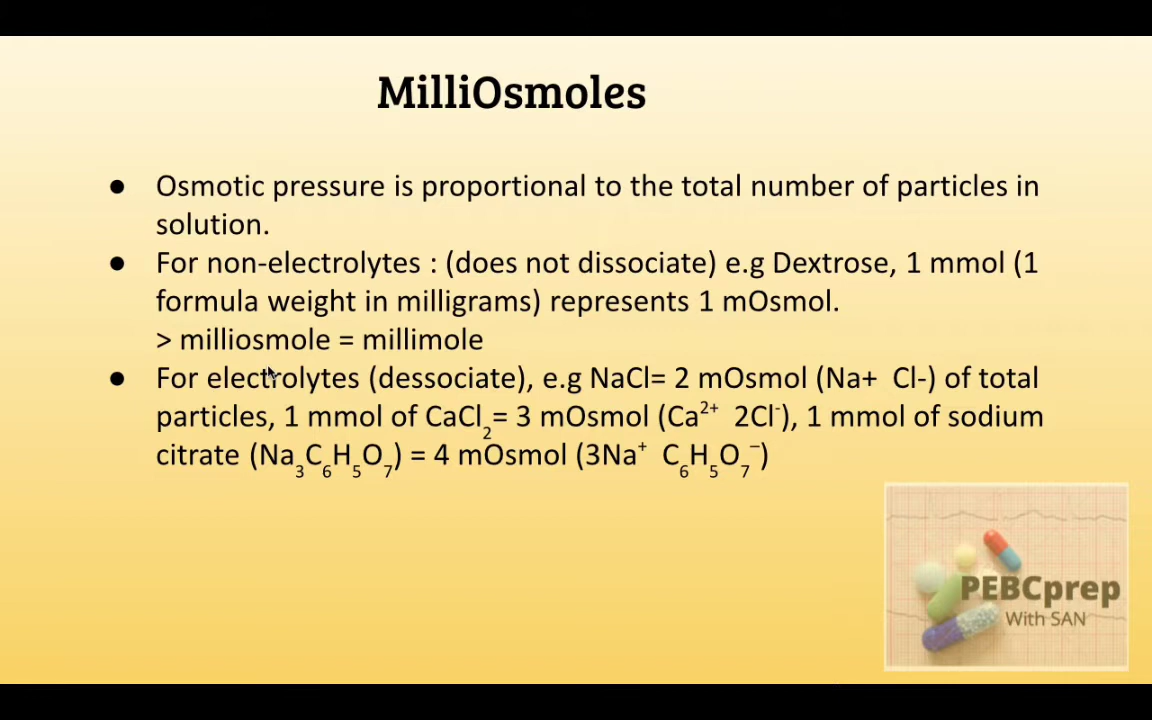 MilliOsmoles
● Osmotic pressure is proportional to the total number of particles in
solution.
● For non-electrolytes : (does not dissociate) e.g Dextrose, 1 mmol (1
formula weight in milligrams) represents 1 mOsmol.
> milliosmole = millimole
● For electrolytes (dessociate), e.g NaCl= 2 mOsmol (Na+ Cl-) of total
particles, 1 mmol of CaCl₂= 3 mOsmol (Ca²⁺ 2Cl⁻), 1 mmol of sodium
citrate (Na₃C₆H₅O₇) = 4 mOsmol (3Na⁺ C₆H₅O₇⁻)
PEBCprep
With SAN